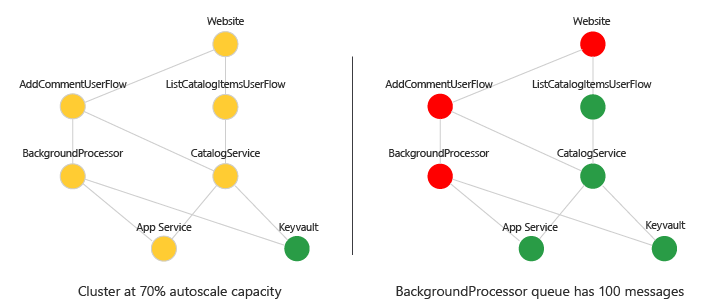 Website
AddCommentUserFlow
ListCatalogItemsUserFlow
BackgroundProcessor
CatalogService
App Service
Keyvault
Cluster at 70% autoscale capacity
Website
AddCommentUserFlow
ListCatalogItemsUserFlow
BackgroundProcessor
CatalogService
App Service
Keyvault
BackgroundProcessor queue has 100 messages